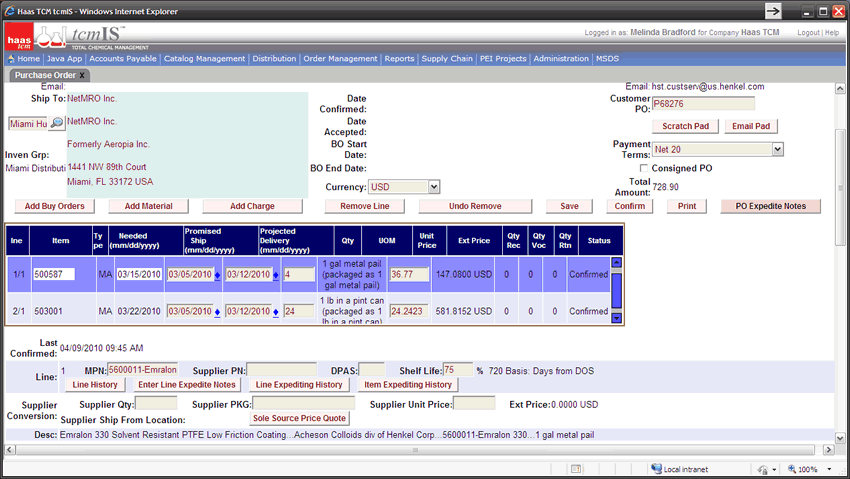 Haas TCM tcmIS - Windows Internet Explorer
haas tcm tcmIS TOTAL CHEMICAL MANAGEMENT
Logged in as: Melinda Bradford for Company Haas TCM Logout | Help
Home Java App Accounts Payable Catalog Management Distribution Order Management Reports Supply Chain PEI Projects Administration MSDS
Purchase Order x
Email: Email: hst.custserv@us.henkel.com
Ship To: NetMRO Inc. Date Confirmed: Customer PO: P68276
Miami Hu NetMRO Inc. Date Accepted: Scratch Pad Email Pad
Formerly Aeropia Inc. BO Start Date: Payment Terms: Net 20
Inven Grp: Consigned PO
Miami Distributi 1441 NW 89th Court BO End Date:
Miami, FL 33172 USA Currency: USD Total Amount: 728.90
Add Buy Orders Add Material Add Charge Remove Line Undo Remove Save Confirm Print PO Expedite Notes
ine Item Ty pe Needed (mm/dd/yyyy) Promised Ship (mm/dd/yyyy) Projected Delivery (mm/dd/yyyy) Qty UOM Unit Price Ext Price Qty Rec Qty Voc Qty Rtn Status
1/1 500587 MA 03/15/2010 03/05/2010 03/12/2010 4 1 gal metal pail (packaged as 1 gal metal pail) 36.77 147.0800 USD 0 0 0 Confirmed
2/1 503001 MA 03/22/2010 03/05/2010 03/12/2010 24 1 lb in a pint can (packaged as 1 lb in a pint can) 24.2423 581.8152 USD 0 0 0 Confirmed
Last Confirmed: 04/09/2010 09:45 AM
Line: 1 MPN: 5600011-Emralon Supplier PN: DPAS: Shelf Life: 75 % 720 Basis: Days from DOS
Line History Enter Line Expedite Notes Line Expediting History Item Expediting History
Supplier Conversion: Supplier Qty: Supplier PKG: Supplier Unit Price: Ext Price: 0.0000 USD
Supplier Ship From Location: Sole Source Price Quote
Desc: Emralon 330 Solvent Resistant PTFE Low Friction Coating...Acheson Colloids div of Henkel Corp...5600011-Emralon 330...1 gal metal pail
Local intranet 100%